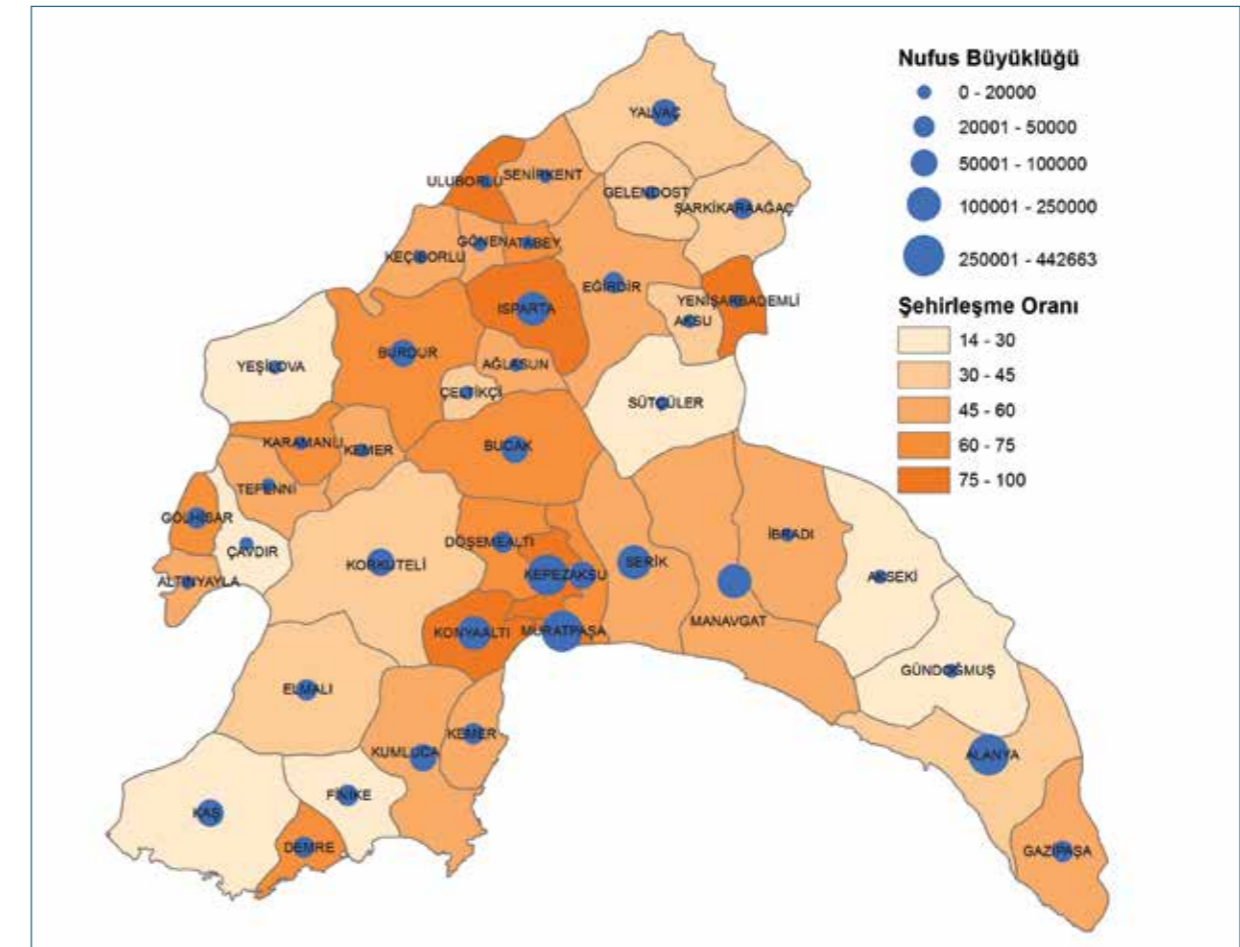 Nufus Büyüklüğü
0 - 20000
20001 - 50000
50001 - 100000
100001 - 250000
250001 - 442663
Şehirleşme Oranı
14 - 30
30 - 45
45 - 60
60 - 75
75 - 100
YALVAÇ
ULUBORLU
SENİRKENT
GELENDOST
ŞARKİKARAAĞAÇ
KEÇİBORLU
GÖNEN
ATABEY
EĞİRDİR
YENİŞARBADEMLİ
ISPARTA
AKSU
BURDUR
AĞLASUN
YEŞİLOVA
ÇELTİKÇİ
SÜTÇÜLER
KARAMANLI
KEMER
BUCAK
TEFENNİ
GÖLHİSAR
ÇAVDIR
DÖŞEMEALTI
İBRADI
KORKUTELİ
SERİK
ALTINYAYLA
KEPEZ
AKSU
AKSEKİ
KONYAALTI
MURATPAŞA
MANAVGAT
GÜNDOĞMUŞ
ELMALI
KEMER
KUMLUCA
ALANYA
FİNİKE
KAŞ
DEMRE
GAZİPAŞA